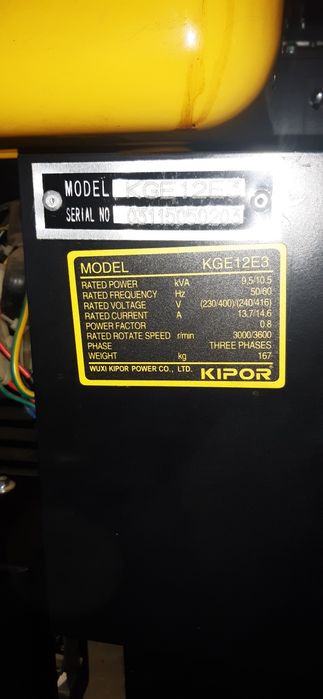 MODEL KGE12E3
SERIAL NO
MODEL KGE12E3
RATED POWER kVA 9.5/10.5
RATED FREQUENCY Hz 50/60
RATED VOLTAGE V (230/400)/(240/416)
RATED CURRENT A 13.7/14.6
POWER FACTOR 0.8
RATED ROTATE SPEED r/min 3000/3600
PHASE THREE PHASES
WEIGHT kg 167
WUXI KIPOR POWER CO., LTD. KIPOR